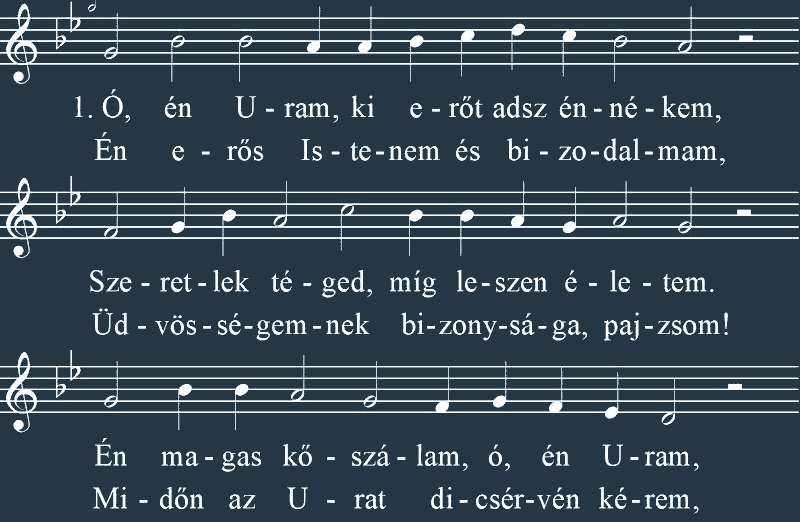 1. Ó, én U - ram, ki e - rőt adsz én - né - kem,
Én e - rős Is - te - nem és bi - zo - dal - mam,
Sze - ret - lek té - ged, míg le - szen é - le - tem.
Üd - vös - sé - gem - nek bi - zony - sá - ga, paj - zsom!
Én ma - gas kő - szá - lam, ó, én U - ram,
Mi - dőn az U - rat di - csér - vén ké - rem,